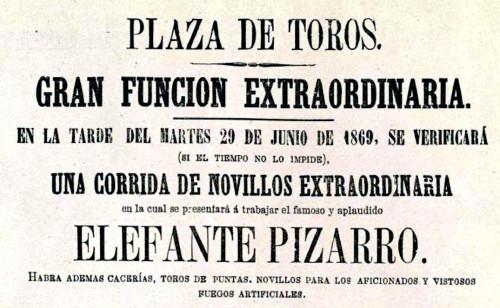 PLAZA DE TOROS.
GRAN FUNCION EXTRAORDINARIA.
EN LA TARDE DEL MARTES 29 DE JUNIO DE 1869, SE VERIFICARÁ
(SI EL TIEMPO NO LO IMPIDE),
UNA CORRIDA DE NOVILLOS EXTRAORDINARIA
en la cual se presentará á trabajar el famoso y aplaudido
ELEFANTE PIZARRO.
HABRA ADEMAS CACERÍAS, TOROS DE PUNTAS. NOVILLOS PARA LOS AFICIONADOS Y VISTOSOS
FUEGOS ARTIFICIALES.